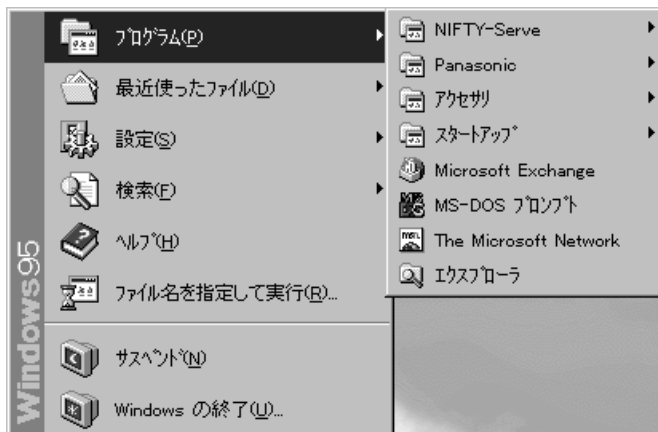 ﾌﾟﾛｸﾞﾗﾑ(P)
最近使ったﾌｧｲﾙ(D)
設定(S)
検索(F)
ﾍﾙﾌﾟ(H)
ﾌｧｲﾙ名を指定して実行(R)...
ｻｽﾍﾟﾝﾄﾞ(N)
Windows の終了(U)...
Windows95
NIFTY-Serve
Panasonic
ｱｸｾｻﾘ
ｽﾀｰﾄｱｯﾌﾟ
Microsoft Exchange
MS-DOS ﾌﾟﾛﾝﾌﾟﾄ
The Microsoft Network
ｴｸｽﾌﾟﾛｰﾗ